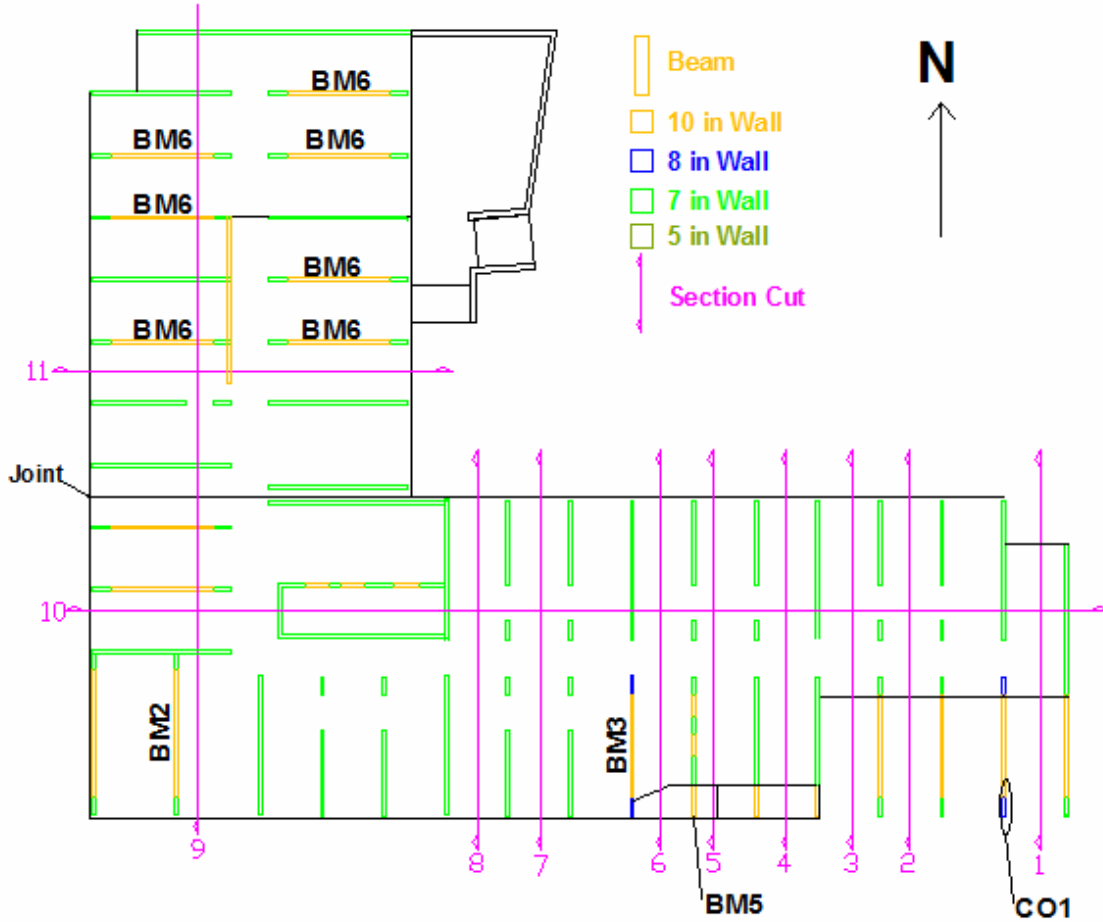 BM6
BM6 BM6
BM6
BM6
BM6 BM6
Beam
10 in Wall
8 in Wall
7 in Wall
5 in Wall
Section Cut
N
11
Joint
10
BM2
BM3
9
8 7 6 5 4 3 2 1
BM5
CO1